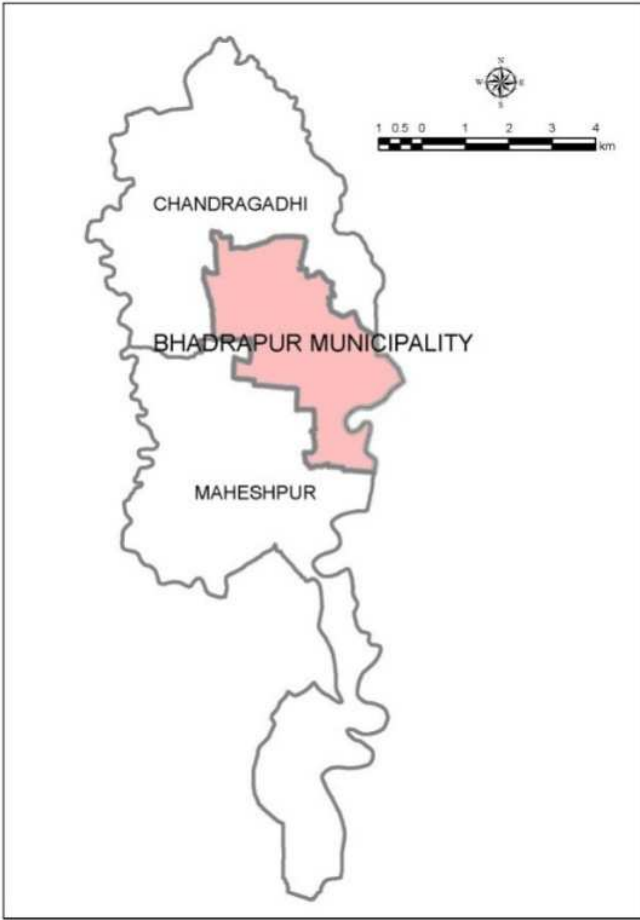 N
W E
S
1 0.5 0 1 2 3 4
km
CHANDRAGADHI
BHADRAPUR MUNICIPALITY
MAHESHPUR